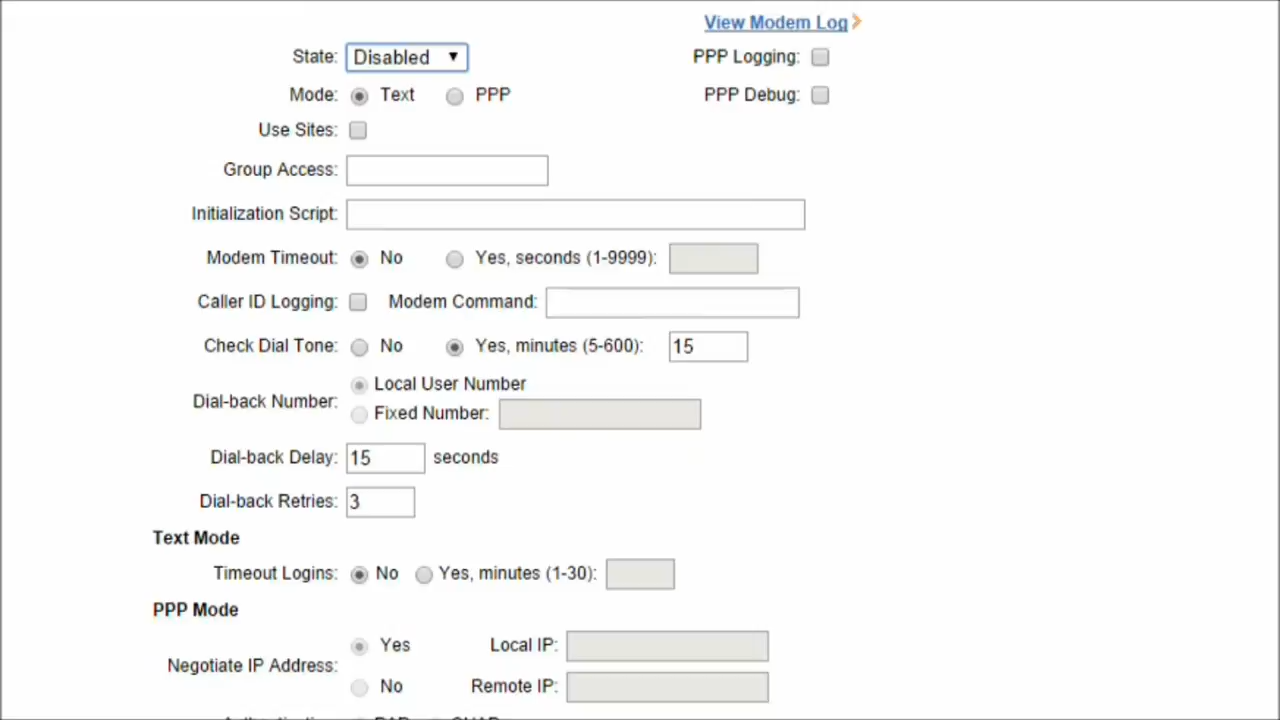 View Modem Log
State: Disabled PPP Logging:
Mode: Text PPP PPP Debug:
Use Sites:
Group Access:
Initialization Script:
Modem Timeout: No Yes, seconds (1-9999):
Caller ID Logging: Modem Command:
Check Dial Tone: No Yes, minutes (5-600): 15
Dial-back Number: Local User Number
Fixed Number:
Dial-back Delay: 15 seconds
Dial-back Retries: 3
Text Mode
Timeout Logins: No Yes, minutes (1-30):
PPP Mode
Negotiate IP Address: Yes Local IP:
No Remote IP: